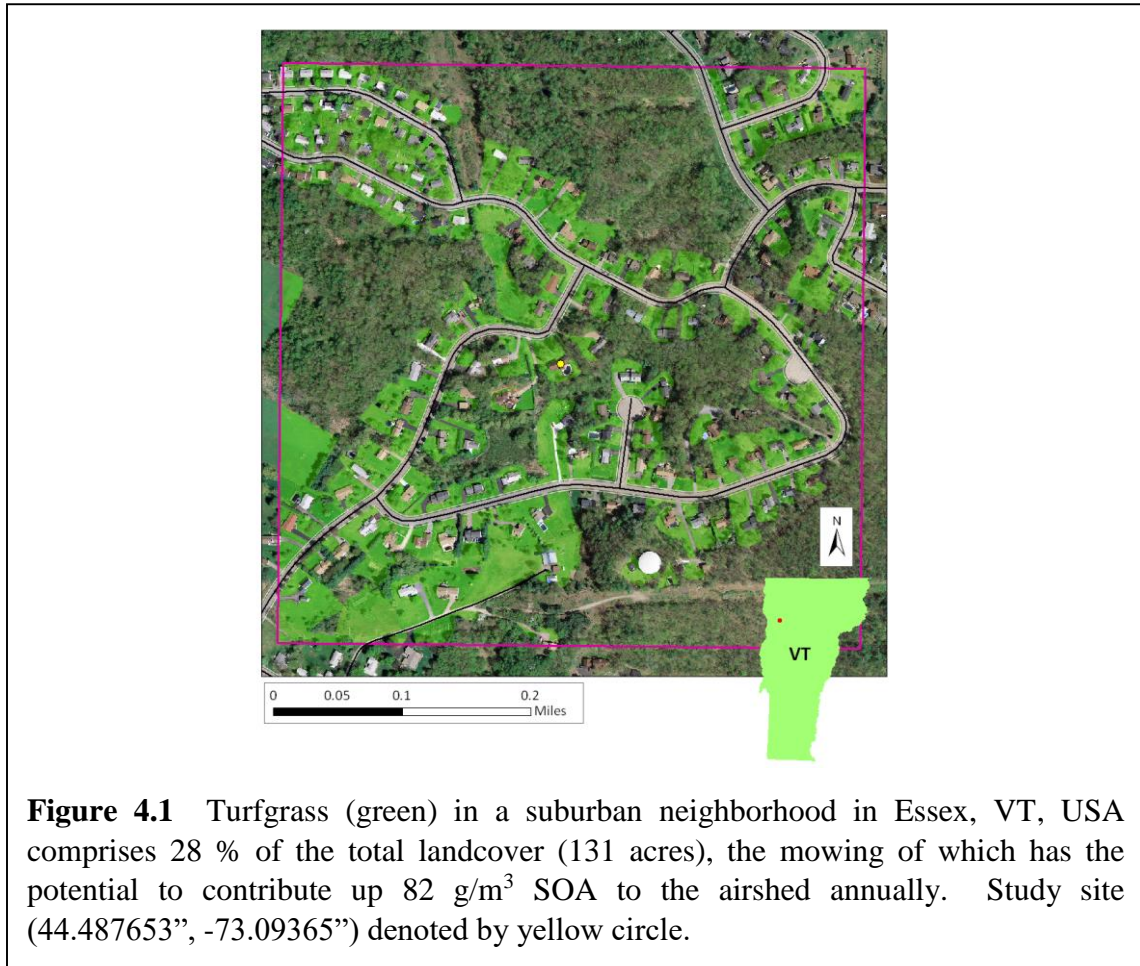 N
VT
0 0.05 0.1 0.2
Miles
Figure 4.1 Turfgrass (green) in a suburban neighborhood in Essex, VT, USA
comprises 28 % of the total landcover (131 acres), the mowing of which has the
potential to contribute up 82 g/m³ SOA to the airshed annually. Study site
(44.487653”, -73.09365”) denoted by yellow circle.